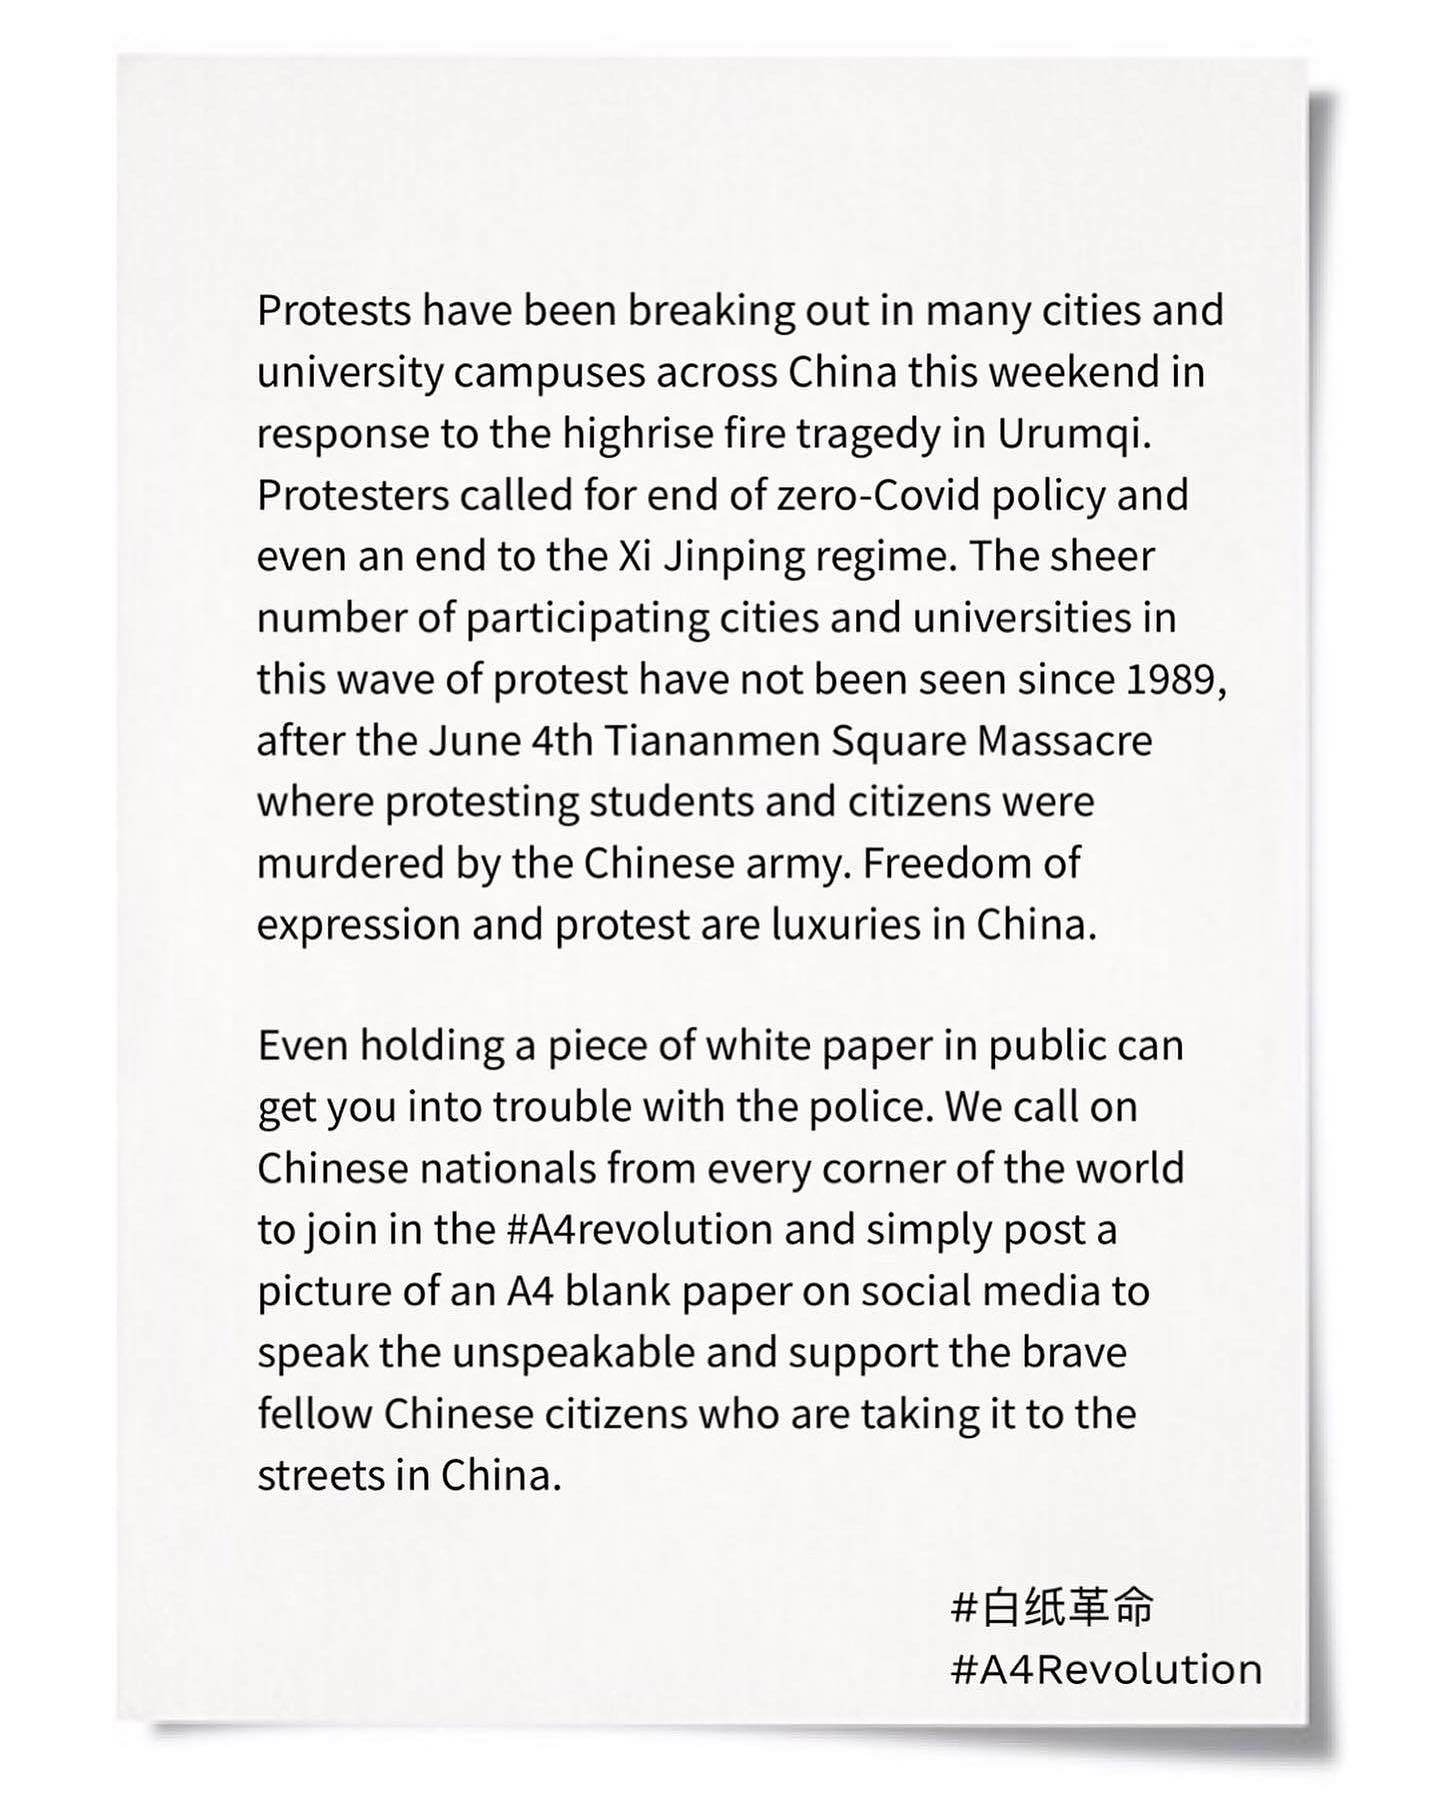 Protests have been breaking out in many cities and
university campuses across China this weekend in
response to the highrise fire tragedy in Urumqi.
Protesters called for end of zero-Covid policy and
even an end to the Xi Jinping regime. The sheer
number of participating cities and universities in
this wave of protest have not been seen since 1989,
after the June 4th Tiananmen Square Massacre
where protesting students and citizens were
murdered by the Chinese army. Freedom of
expression and protest are luxuries in China.
Even holding a piece of white paper in public can
get you into trouble with the police. We call on
Chinese nationals from every corner of the world
to join in the #A4revolution and simply post a
picture of an A4 blank paper on social media to
speak the unspeakable and support the brave
fellow Chinese citizens who are taking it to the
streets in China.
#白纸革命
#A4Revolution